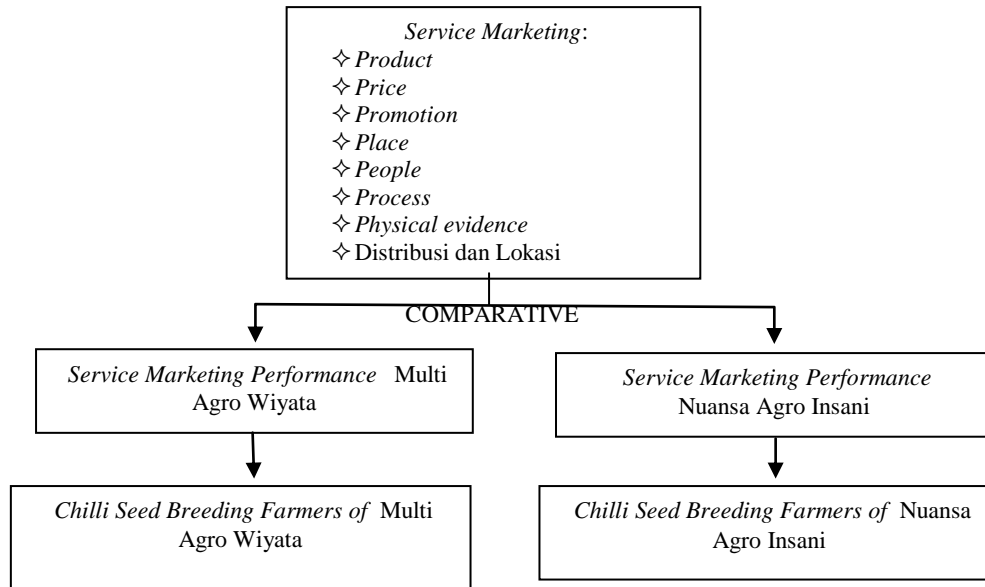 Service Marketing:
✧ Product
✧ Price
✧ Promotion
✧ Place
✧ People
✧ Process
✧ Physical evidence
✧ Distribusi dan Lokasi
COMPARATIVE
Service Marketing Performance Multi
Agro Wiyata
Service Marketing Performance
Nuansa Agro Insani
Chilli Seed Breeding Farmers of Multi
Agro Wiyata
Chilli Seed Breeding Farmers of Nuansa
Agro Insani